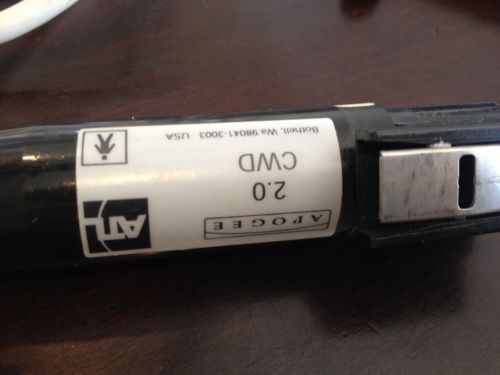 APOGEE
ATL
2.0
CWD
Bothell, Wa 98041-3003 USA